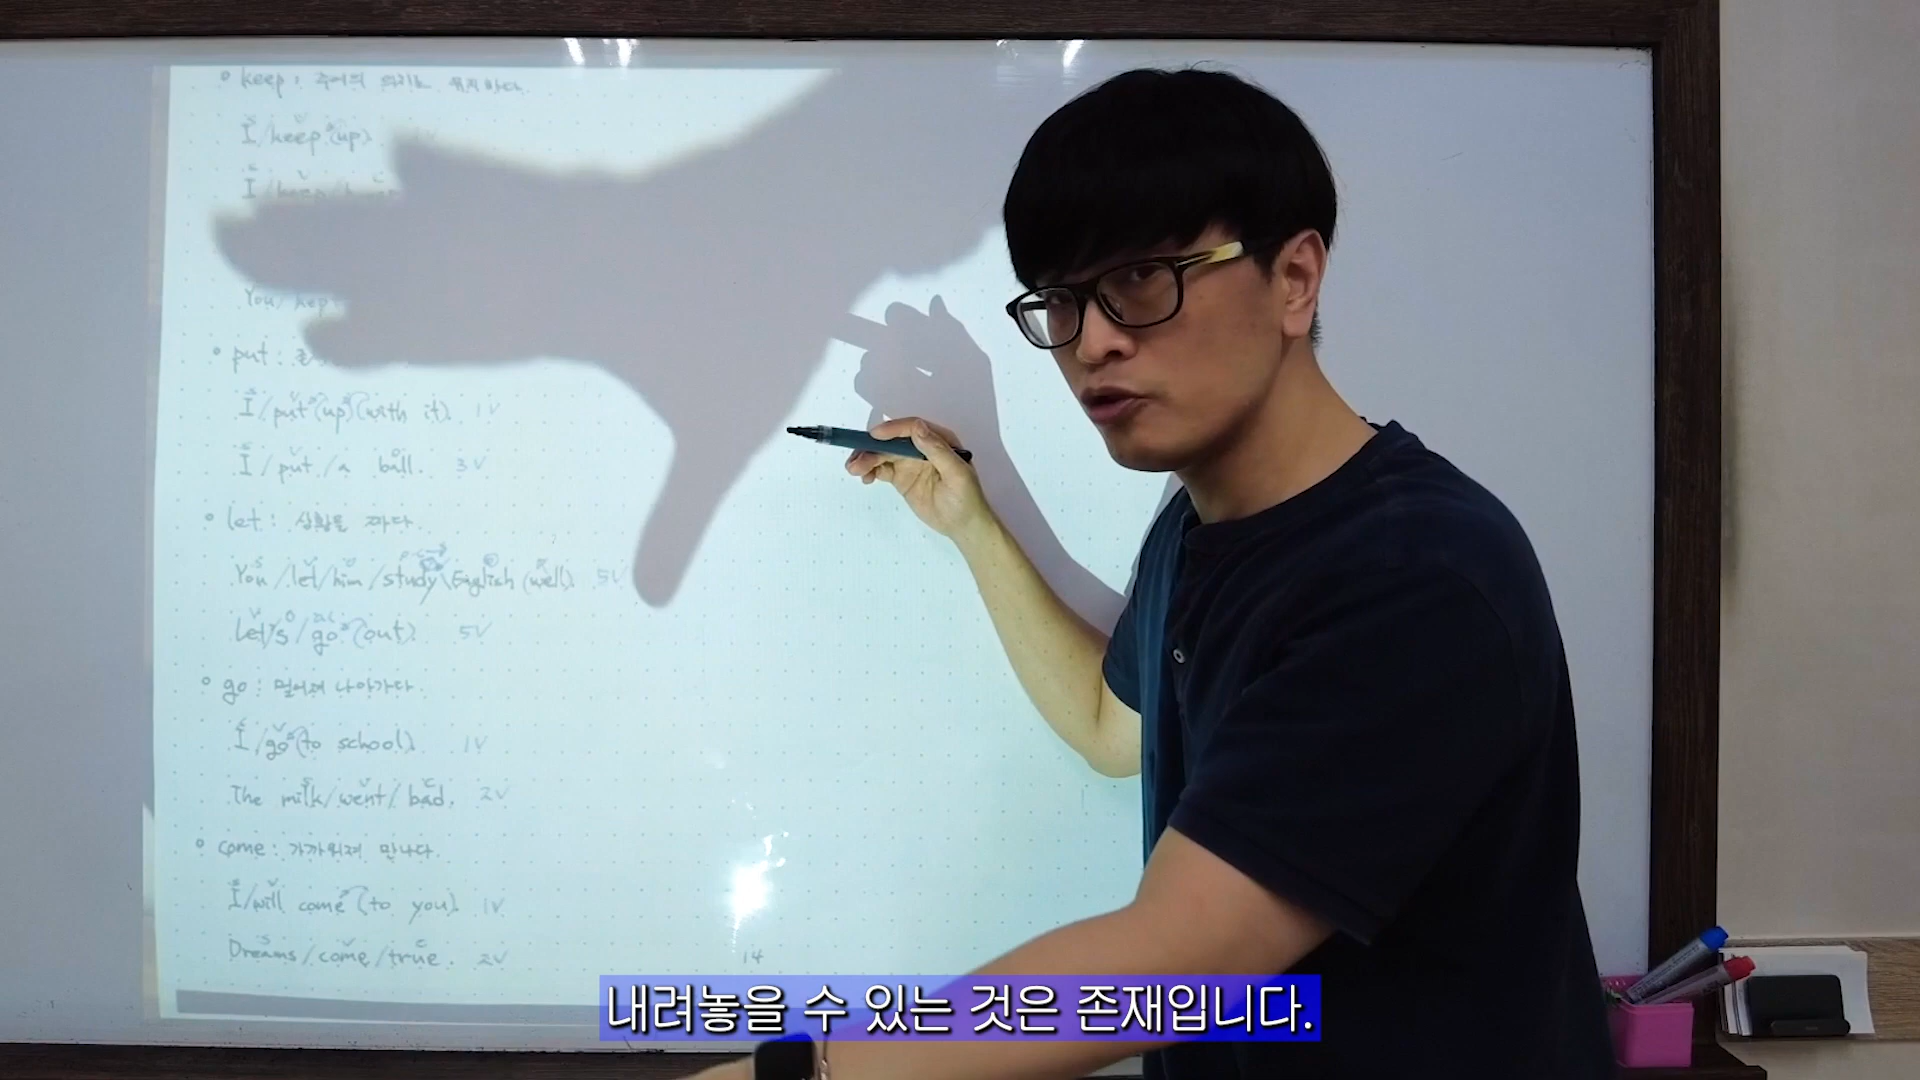 keep : 주어의 의지로 유지하다.
I/keep (up).
I/keep/
You/kept
put :
I/put (up) (with it). 1V
I/put/a ball. 3V
let : 상황을 자다.
You/let/him/study\English (well). 5V
Let's/go (out). 5V
go : 멀어져 나아가다.
I/go (to school). 1V
The milk/went/bad. 2V
come : 가까워져 만나다.
I/will come (to you). 1V
Dreams/come/true. 2V
14
내려놓을 수 있는 것은 존재입니다.